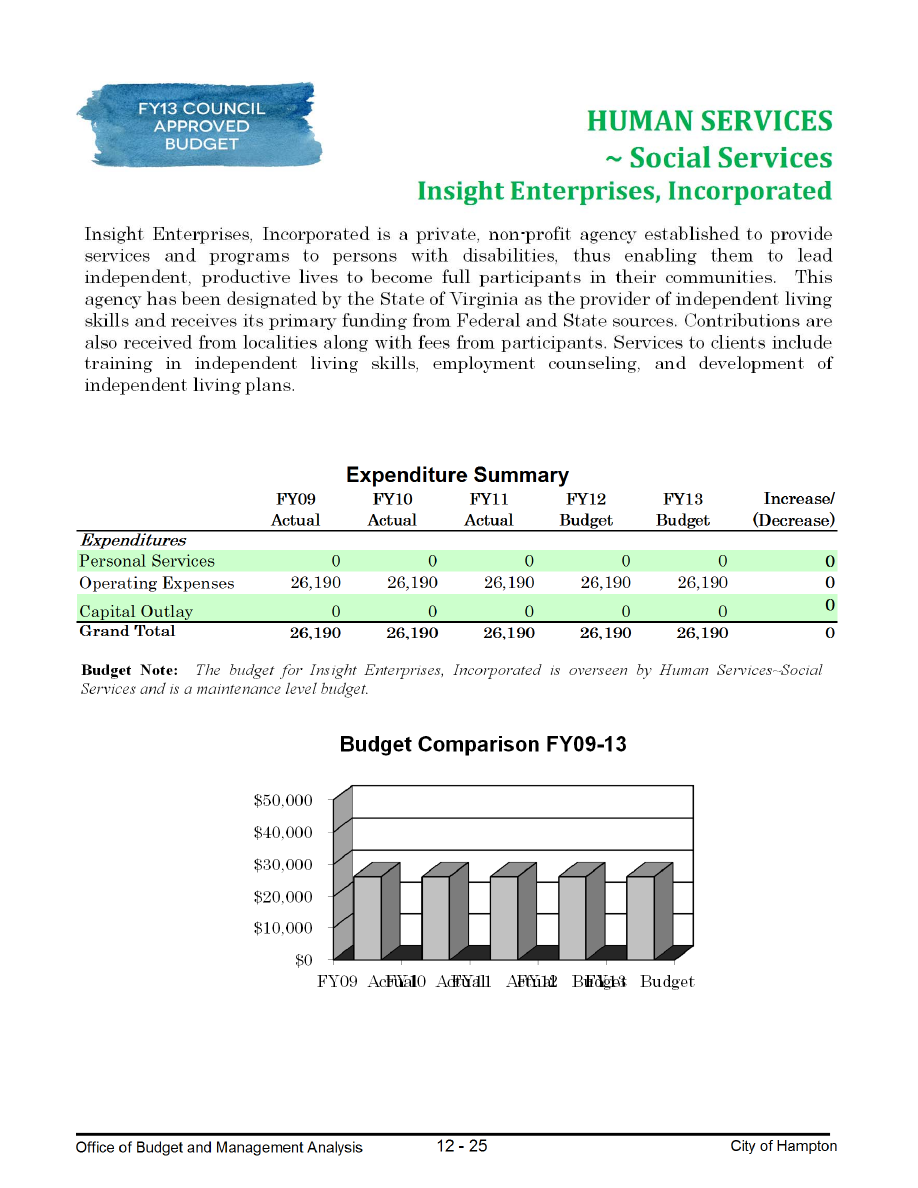 FY13 COUNCIL
APPROVED
BUDGET
HUMAN SERVICES
~ Social Services
Insight Enterprises, Incorporated
Insight Enterprises, Incorporated is a private, non-profit agency established to provide
services and programs to persons with disabilities, thus enabling them to lead
independent, productive lives to become full participants in their communities. This
agency has been designated by the State of Virginia as the provider of independent living
skills and receives its primary funding from Federal and State sources. Contributions are
also received from localities along with fees from participants. Services to clients include
training in independent living skills, employment counseling, and development of
independent living plans.
Expenditure Summary
FY09 FY10 FY11 FY12 FY13 Increase/
Actual Actual Actual Budget Budget (Decrease)
Expenditures
Personal Services 0 0 0 0 0 0
Operating Expenses 26,190 26,190 26,190 26,190 26,190 0
Capital Outlay 0 0 0 0 0 0
Grand Total 26,190 26,190 26,190 26,190 26,190 0
Budget Note: The budget for Insight Enterprises, Incorporated is overseen by Human Services–Social
Services and is a maintenance level budget.
Budget Comparison FY09-13
$50,000
$40,000
$30,000
$20,000
$10,000
$0
FY09 Actual FY10 Actual FY11 Actual FY12 Budget FY13 Budget
Office of Budget and Management Analysis 12 - 25 City of Hampton